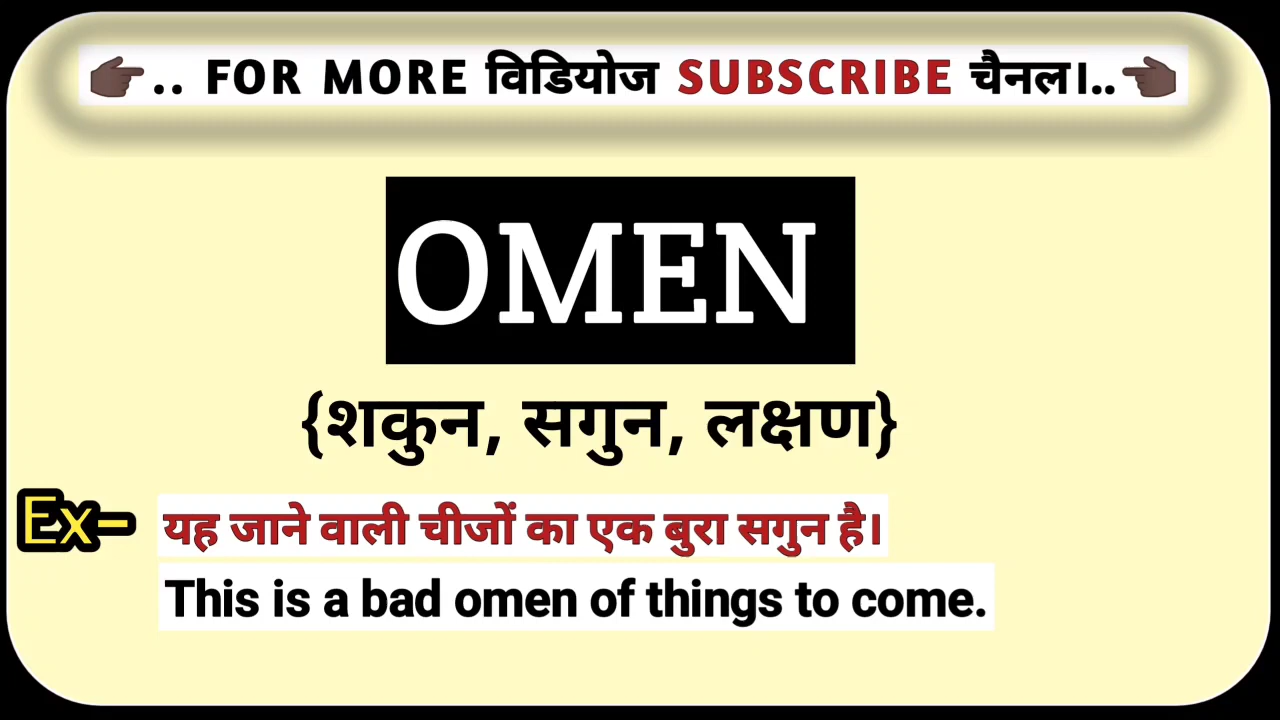 .. FOR MORE विडियोज SUBSCRIBE चैनल।..
OMEN
{शकुन, सगुन, लक्षण}
Ex- यह जाने वाली चीजों का एक बुरा सगुन है।
This is a bad omen of things to come.